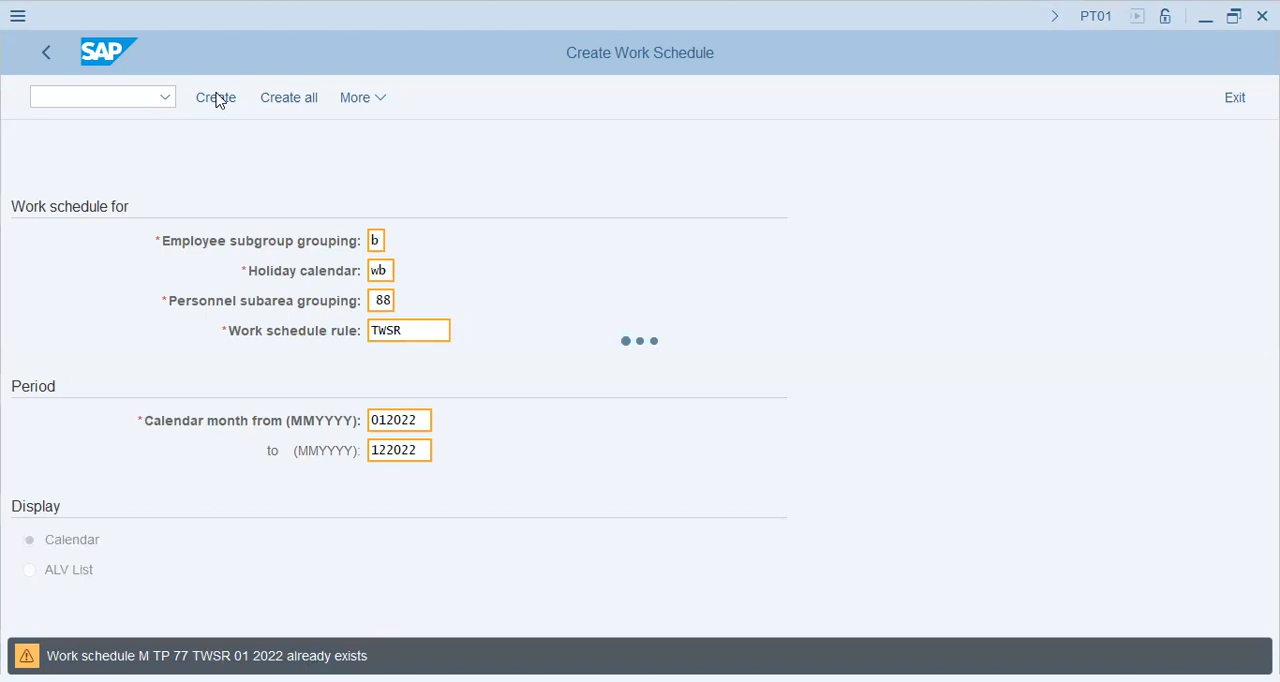 PT01
SAP
Create Work Schedule
Create Create all More Exit
Work schedule for
*Employee subgroup grouping: b
*Holiday calendar: wb
*Personnel subarea grouping: 88
*Work schedule rule: TWSR
Period
*Calendar month from (MMYYYY): 012022
to (MMYYYY): 122022
Display
Calendar
ALV List
Work schedule M TP 77 TWSR 01 2022 already exists